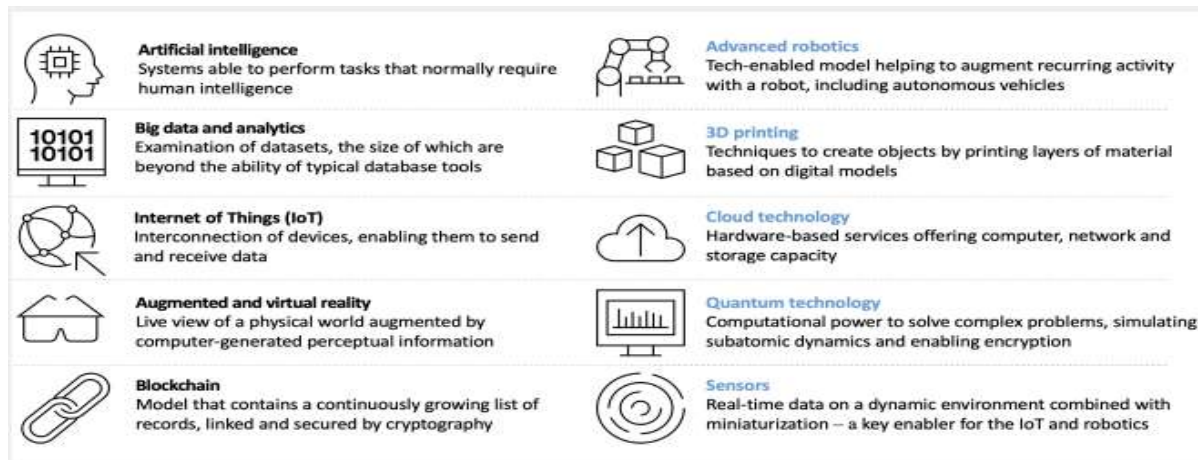 Artificial intelligence
Systems able to perform tasks that normally require
human intelligence
10101
10101
Big data and analytics
Examination of datasets, the size of which are
beyond the ability of typical database tools
Internet of Things (IoT)
Interconnection of devices, enabling them to send
and receive data
Augmented and virtual reality
Live view of a physical world augmented by
computer-generated perceptual information
Blockchain
Model that contains a continuously growing list of
records, linked and secured by cryptography
Advanced robotics
Tech-enabled model helping to augment recurring activity
with a robot, including autonomous vehicles
3D printing
Techniques to create objects by printing layers of material
based on digital models
Cloud technology
Hardware-based services offering computer, network and
storage capacity
Quantum technology
Computational power to solve complex problems, simulating
subatomic dynamics and enabling encryption
Sensors
Real-time data on a dynamic environment combined with
miniaturization – a key enabler for the IoT and robotics